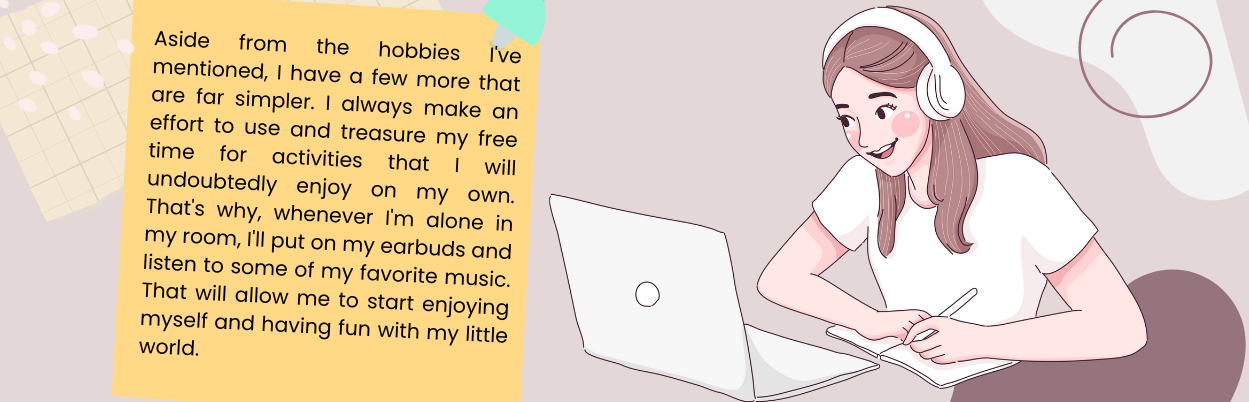 Aside from the hobbies I've
mentioned, I have a few more that
are far simpler. I always make an
effort to use and treasure my free
time for activities that I will
undoubtedly enjoy on my own.
That's why, whenever I'm alone in
my room, I'll put on my earbuds and
listen to some of my favorite music.
That will allow me to start enjoying
myself and having fun with my little
world.